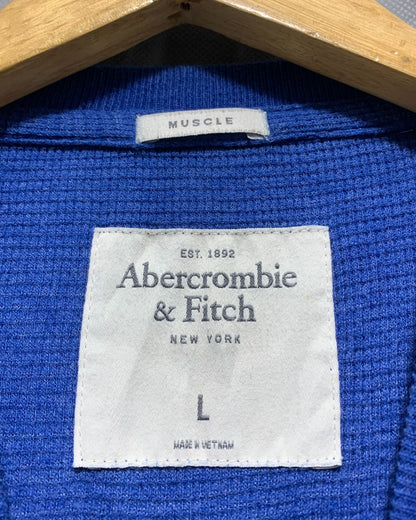 MUSCLE
EST. 1892
Abercrombie
& Fitch
NEW YORK
L
MADE IN VIETNAM